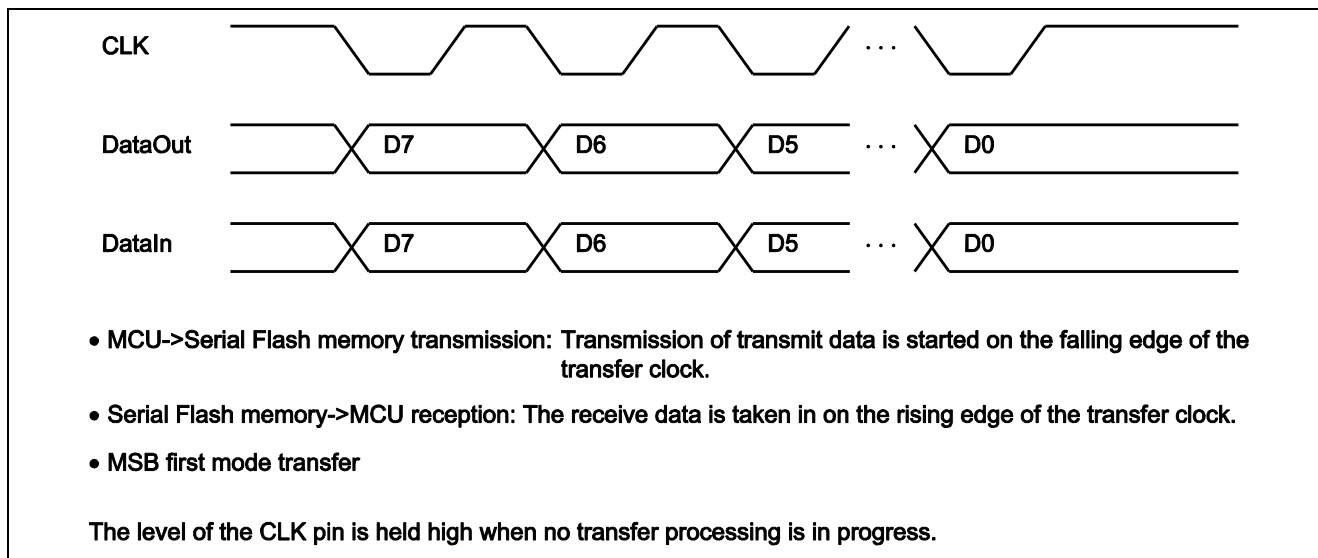 CLK ···
DataOut D7 D6 D5 ··· D0
DataIn D7 D6 D5 ··· D0
• MCU->Serial Flash memory transmission: Transmission of transmit data is started on the falling edge of the
transfer clock.
• Serial Flash memory->MCU reception: The receive data is taken in on the rising edge of the transfer clock.
• MSB first mode transfer
The level of the CLK pin is held high when no transfer processing is in progress.